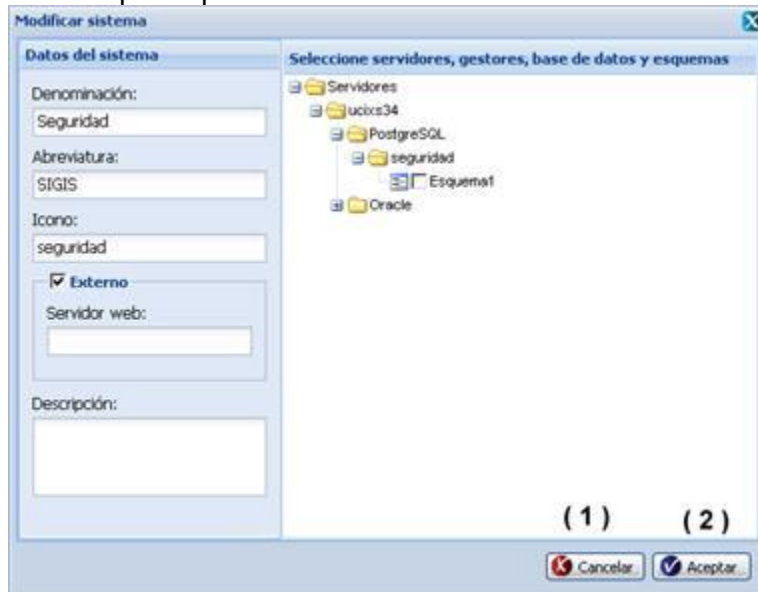 Modificar sistema
Datos del sistema
Denominación:
Seguridad
Abreviatura:
SIGIS
Icono:
seguridad
Externo
Servidor web:
Descripción:
Seleccione servidores, gestores, base de datos y esquemas
Servidores
ucixs34
PostgreSQL
seguridad
Esquema1
Oracle
( 1 ) ( 2 )
Cancelar Aceptar